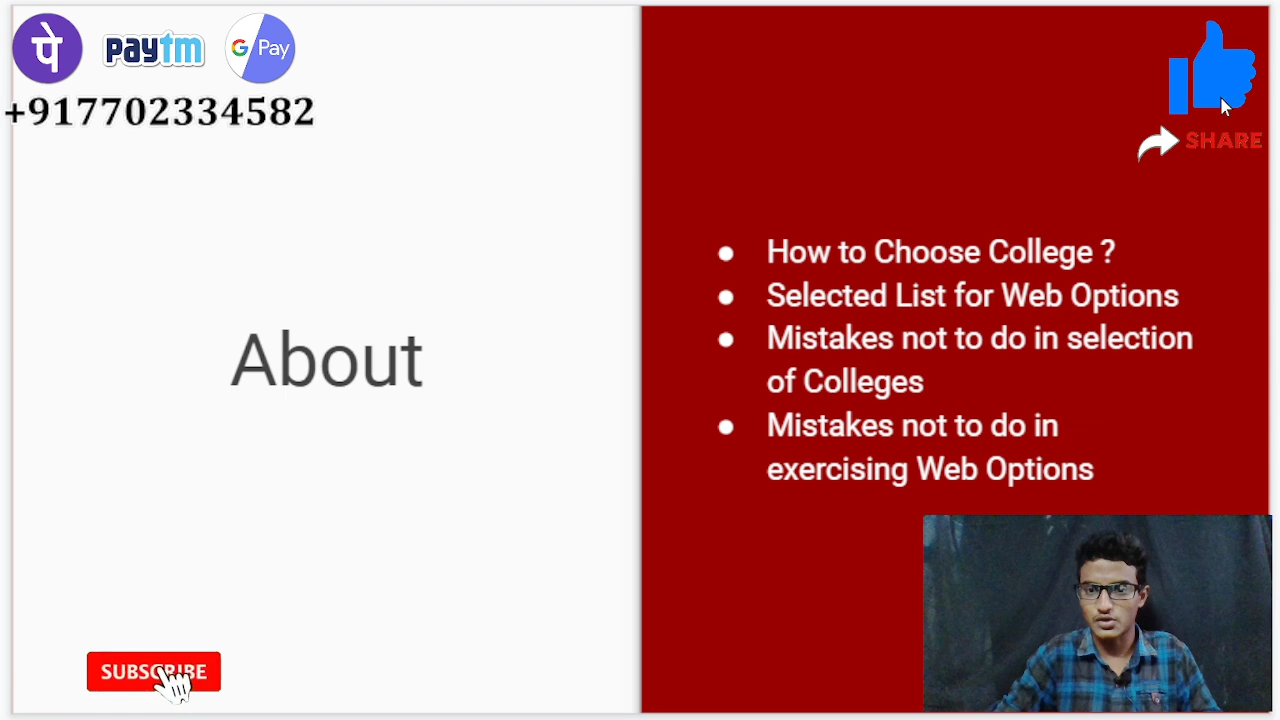 पे
paytm
G Pay
+917702334582
SHARE
About
● How to Choose College ?
● Selected List for Web Options
● Mistakes not to do in selection
of Colleges
● Mistakes not to do in
exercising Web Options
SUBSCRIBE